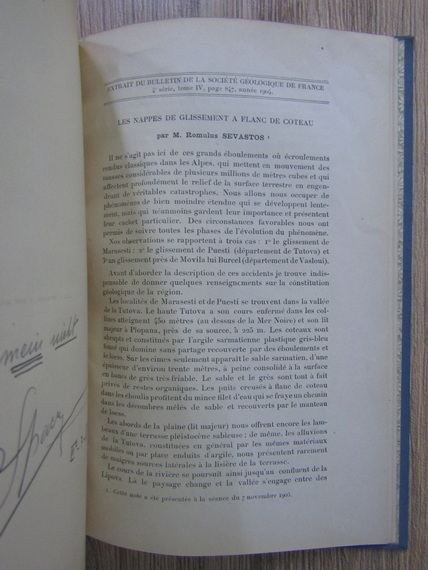 EXTRAIT DU BULLETIN DE LA SOCIÉTÉ GÉOLOGIQUE DE FRANCE
4e série, tome IV, page 847, année 1904.
LES NAPPES DE GLISSEMENT A FLANC DE COTEAU
par M. Romulus SEVASTOS 1
Il ne s'agit pas ici de ces grands éboulements où écroulements
rendus classiques dans les Alpes, qui mettent en mouvement des
masses considérables de plusieurs millions de mètres cubes et qui
affectent profondément le relief de la surface terrestre en engen-
drant de véritables catastrophes. Nous allons nous occuper de
phénomènes de bien moindre étendue qui se développent lente-
ment, mais qui néanmoins gardent leur importance et présentent
leur cachet particulier. Des circonstances favorables nous ont
permis de suivre toutes les phases de l'évolution du phénomène.
Nos observations se rapportent à trois cas : 1º le glissement de
Marasesti ; 2º le glissement de Puesti (département de Tutova) et
3º un glissement près de Movila lui Burcel (département de Vaslouï).
Avant d'aborder la description de ces accidents je trouve indis-
pensable de donner quelques renseignements sur la constitution
géologique de la région.
Les localités de Marasesti et de Puesti se trouvent dans la vallée
de la Tutova. Le haute Tutova a son cours enfermé dans les col-
lines atteignent 450 mètres (au dessous de la Mer Noire) et son lit
majeur à Plopana, près de sa source, à 225 m. Les coteaux sont
abrupts et constitués par l'argile sarmatienne plastique gris-bleu
foncé qui domine sans partage recouverte par des éboulements et
le limon. Sur les cimes seulement apparaît le sable sarmatien, d'une
épaisseur d'environ trente mètres, à peine consolidé à la surface
en bancs de grès très friable. Le sable et le grès sont tout à fait
privés de restes organiques. Les puits creusés à flanc de coteau
dans les éboulis profitent du mince filet d'eau qui se fraye un chemin
dans les décombres mêlés de sable et recouverts par le manteau
de loess.
Les abords de la plaine (lit majeur) nous offrent encore les lam-
beaux d'une terrasse pleistocène sableuse ; de même, les alluvions
de la Tutova, constituées en général par les mêmes matériaux
mobiles ou par place enduits d'argile, nous présentent rarement
de maigres sources latérales à la lisière de la terrasse.
Le cours de la rivière se poursuit ainsi jusqu'au confluent de la
Lipova. Là le paysage change et la vallée s'engage entre des
1. Cette note a été présentée à la séance du 7 novembre